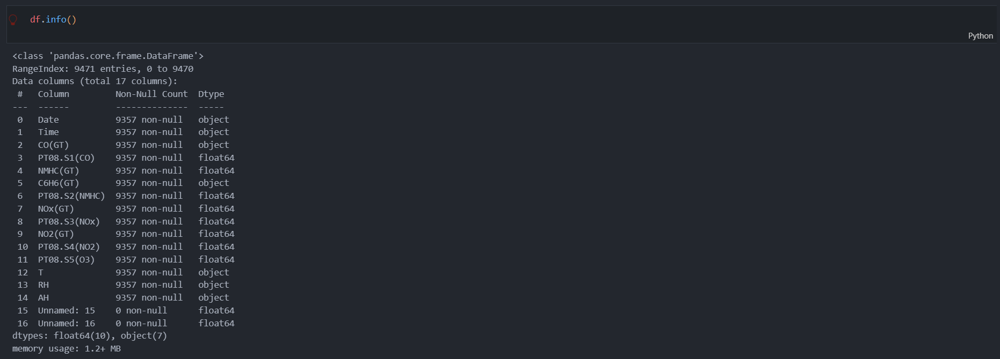 df.info()
Python
<class 'pandas.core.frame.DataFrame'>
RangeIndex: 9471 entries, 0 to 9470
Data columns (total 17 columns):
 #   Column         Non-Null Count  Dtype
---  ------         --------------  -----
 0   Date           9357 non-null   object
 1   Time           9357 non-null   object
 2   CO(GT)         9357 non-null   object
 3   PT08.S1(CO)    9357 non-null   float64
 4   NMHC(GT)       9357 non-null   float64
 5   C6H6(GT)       9357 non-null   object
 6   PT08.S2(NMHC)  9357 non-null   float64
 7   NOx(GT)        9357 non-null   float64
 8   PT08.S3(NOx)   9357 non-null   float64
 9   NO2(GT)        9357 non-null   float64
 10  PT08.S4(NO2)   9357 non-null   float64
 11  PT08.S5(O3)    9357 non-null   float64
 12  T              9357 non-null   object
 13  RH             9357 non-null   object
 14  AH             9357 non-null   object
 15  Unnamed: 15    0 non-null      float64
 16  Unnamed: 16    0 non-null      float64
dtypes: float64(10), object(7)
memory usage: 1.2+ MB